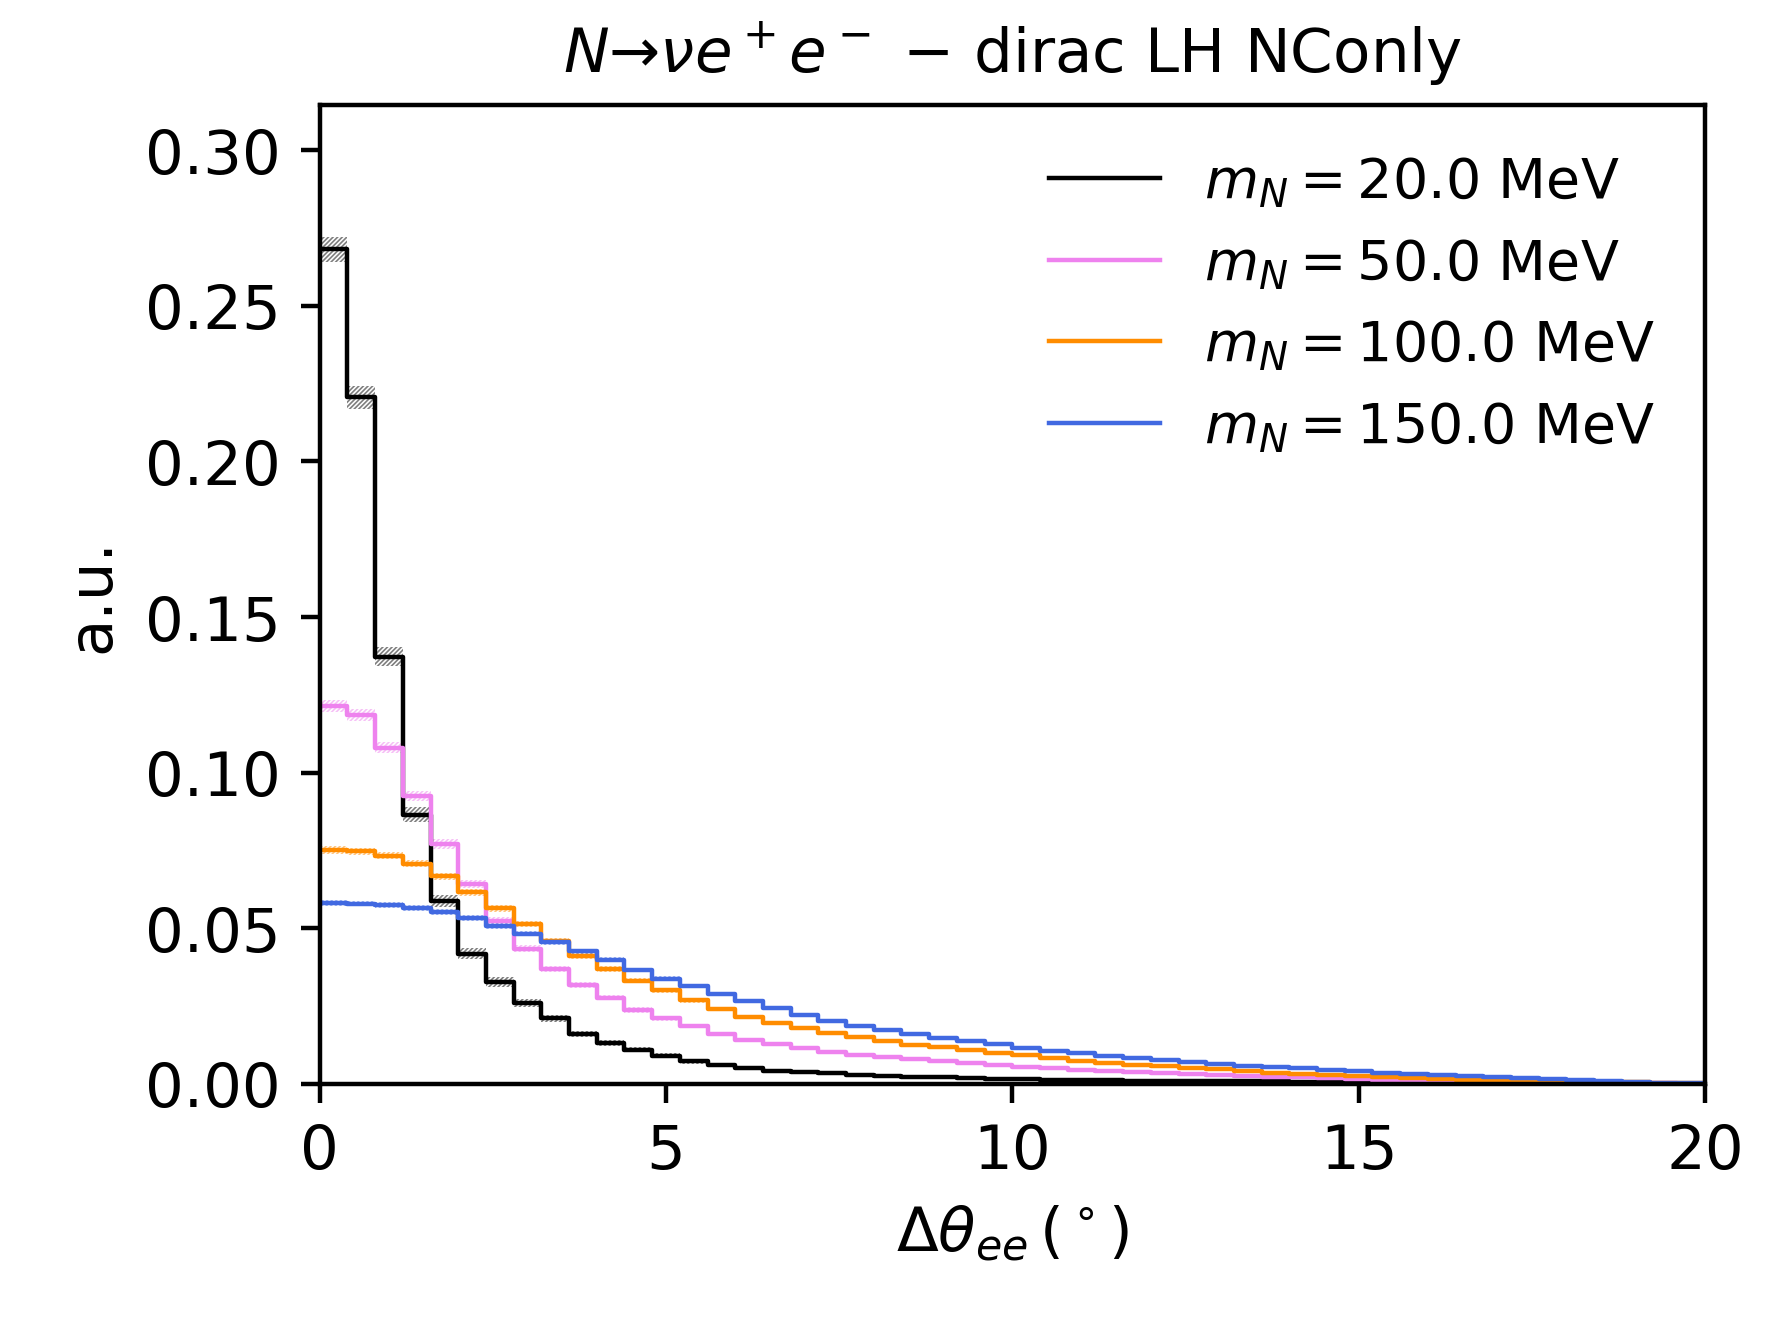 N→νe⁺e⁻ − dirac LH NConly
0.30
0.25
0.20
0.15
0.10
0.05
0.00
a.u.
m_N = 20.0 MeV
m_N = 50.0 MeV
m_N = 100.0 MeV
m_N = 150.0 MeV
0 5 10 15 20
Δθ_ee (°)